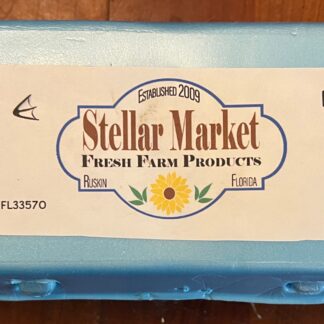 ESTABLISHED 2009
Stellar Market
FRESH FARM PRODUCTS
RUSKIN FLORIDA
FL33570